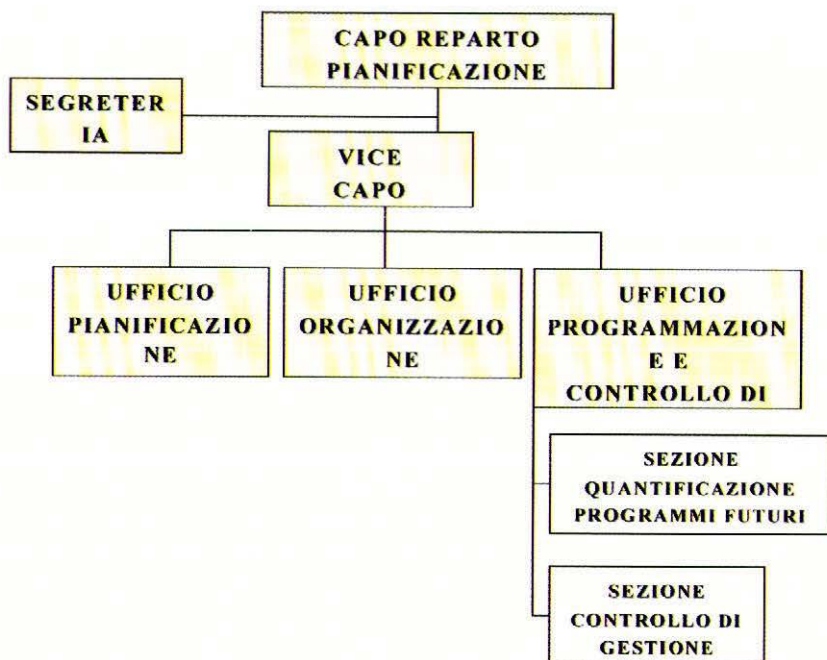 CAPO REPARTO
PIANIFICAZIONE
SEGRETER
IA
VICE
CAPO
UFFICIO
PIANIFICAZIO
NE
UFFICIO
ORGANIZZAZIO
NE
UFFICIO
PROGRAMMAZION
E E
CONTROLLO DI
SEZIONE
QUANTIFICAZIONE
PROGRAMMI FUTURI
SEZIONE
CONTROLLO DI
GESTIONE